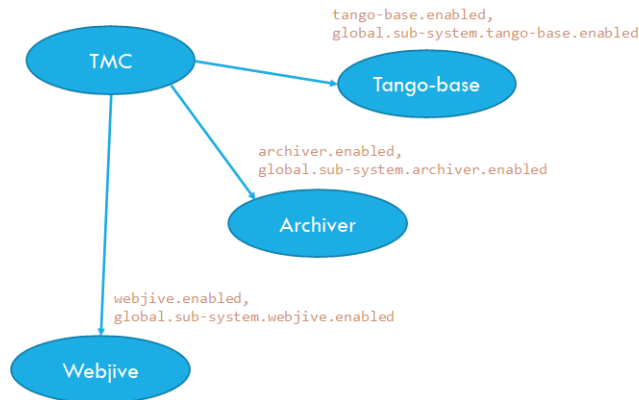 tango-base.enabled,
global.sub-system.tango-base.enabled
TMC
Tango-base
archiver.enabled,
global.sub-system.archiver.enabled
Archiver
webjive.enabled,
global.sub-system.webjive.enabled
Webjive